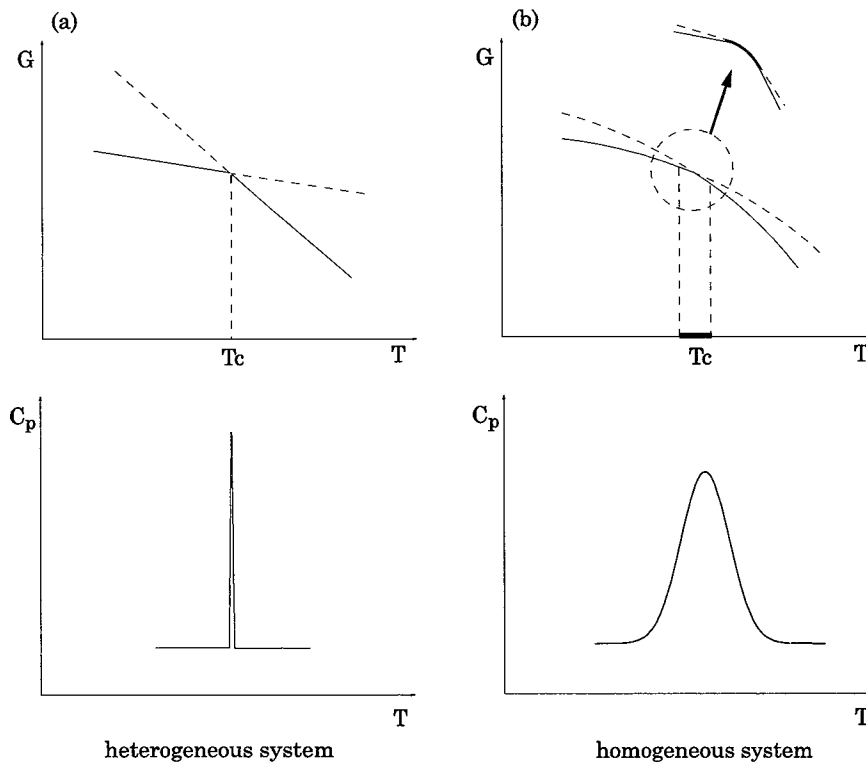 (a)
G
Tc
T
(b)
G
Tc
T
Cp
T
heterogeneous system
Cp
T
homogeneous system